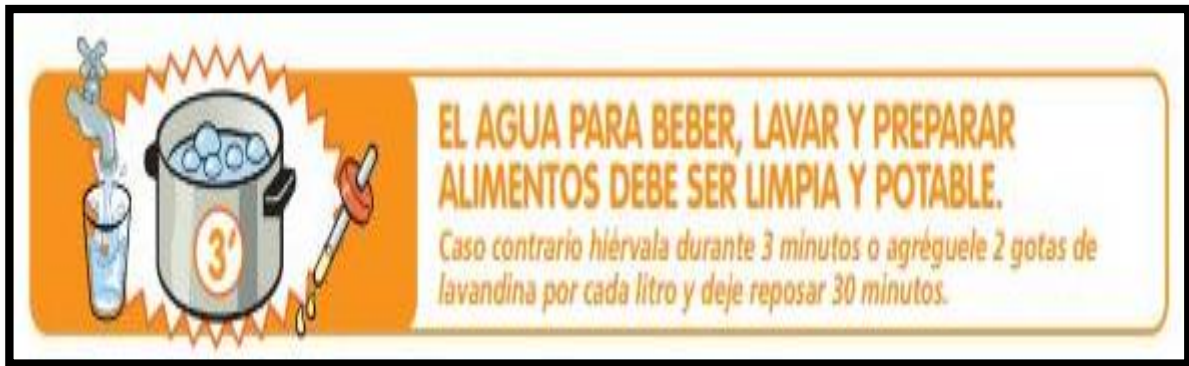 3'
EL AGUA PARA BEBER, LAVAR Y PREPARAR
ALIMENTOS DEBE SER LIMPIA Y POTABLE.
Caso contrario hiérvala durante 3 minutos o agréguele 2 gotas de
lavandina por cada litro y deje reposar 30 minutos.